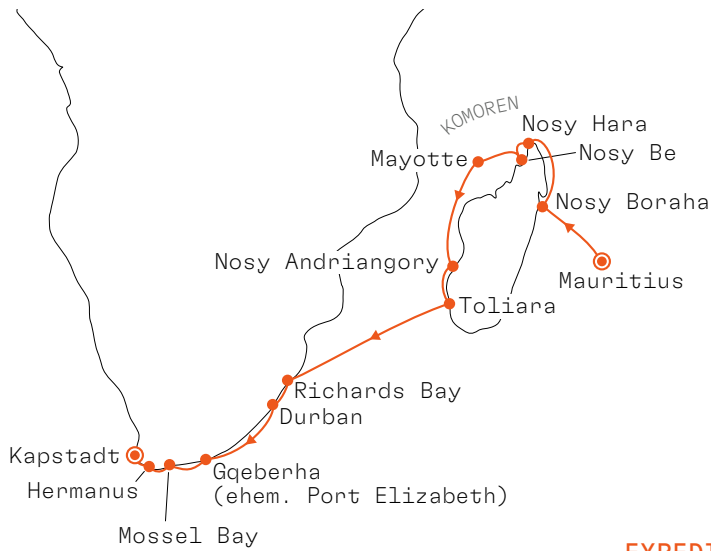 KOMOREN
Nosy Hara
Mayotte
Nosy Be
Nosy Boraha
Nosy Andriangory
Mauritius
Toliara
Richards Bay
Durban
Kapstadt
Gqeberha
(ehem. Port Elizabeth)
Hermanus
Mossel Bay